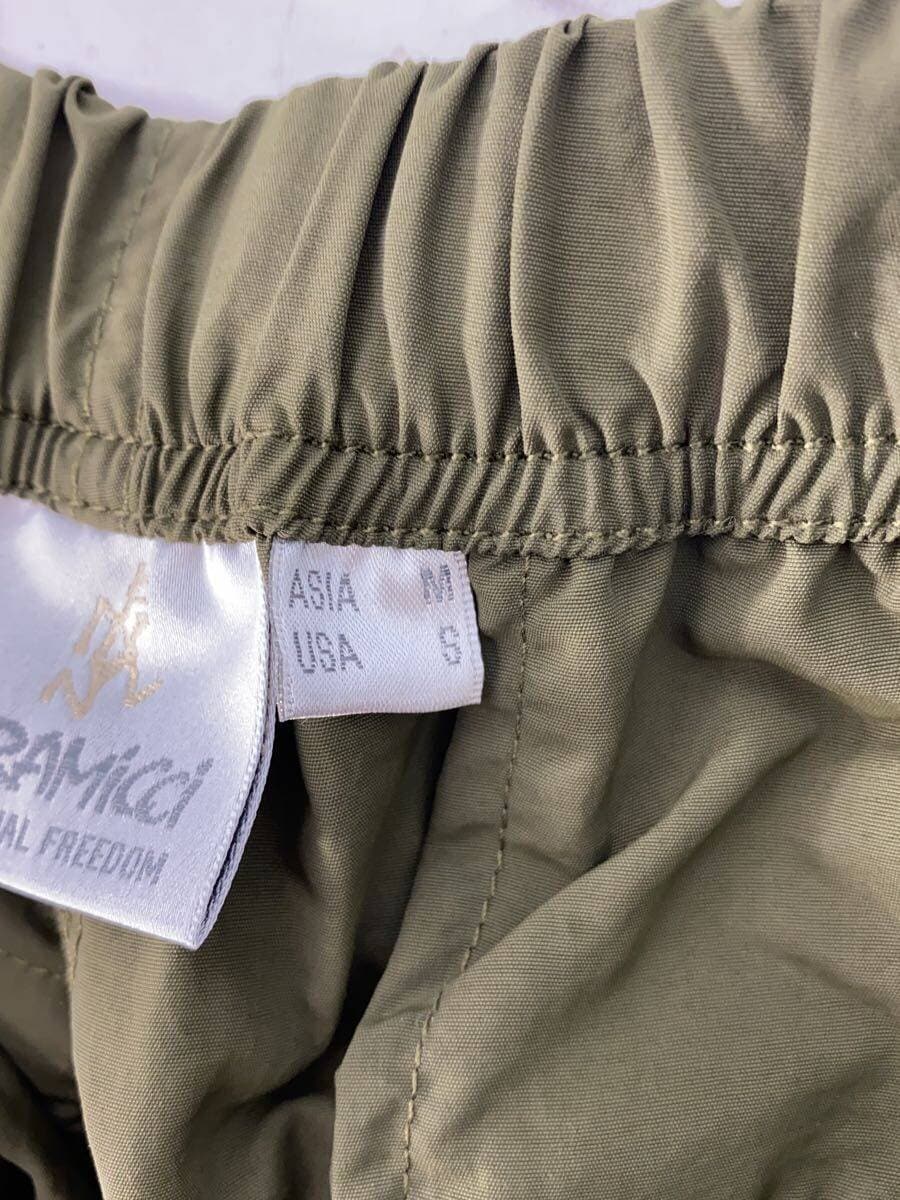 RAMiCCi
AL FREEDOM
ASIA M
USA S